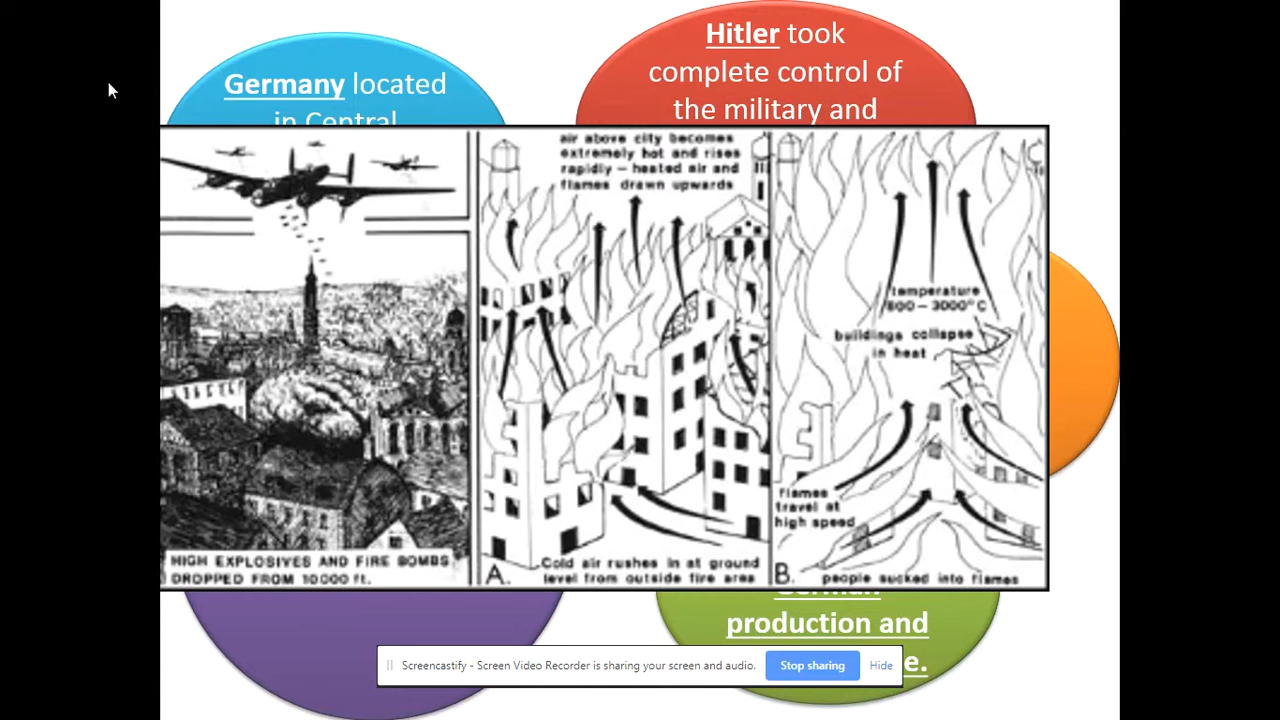 Germany located
in Central
Hitler took
complete control of
the military and
HIGH EXPLOSIVES AND FIRE BOMBS
DROPPED FROM 10000 ft.
air above city becomes
extremely hot and rises
rapidly – heated air and
flames drawn upwards
Cold air rushes in at ground
level from outside fire area
A.
temperature
800 – 3000°C
buildings collapse
in heat
flames
travel at
high speed
B.
people sucked into flames
German
production and
e.
Screencastify - Screen Video Recorder is sharing your screen and audio.
Stop sharing
Hide